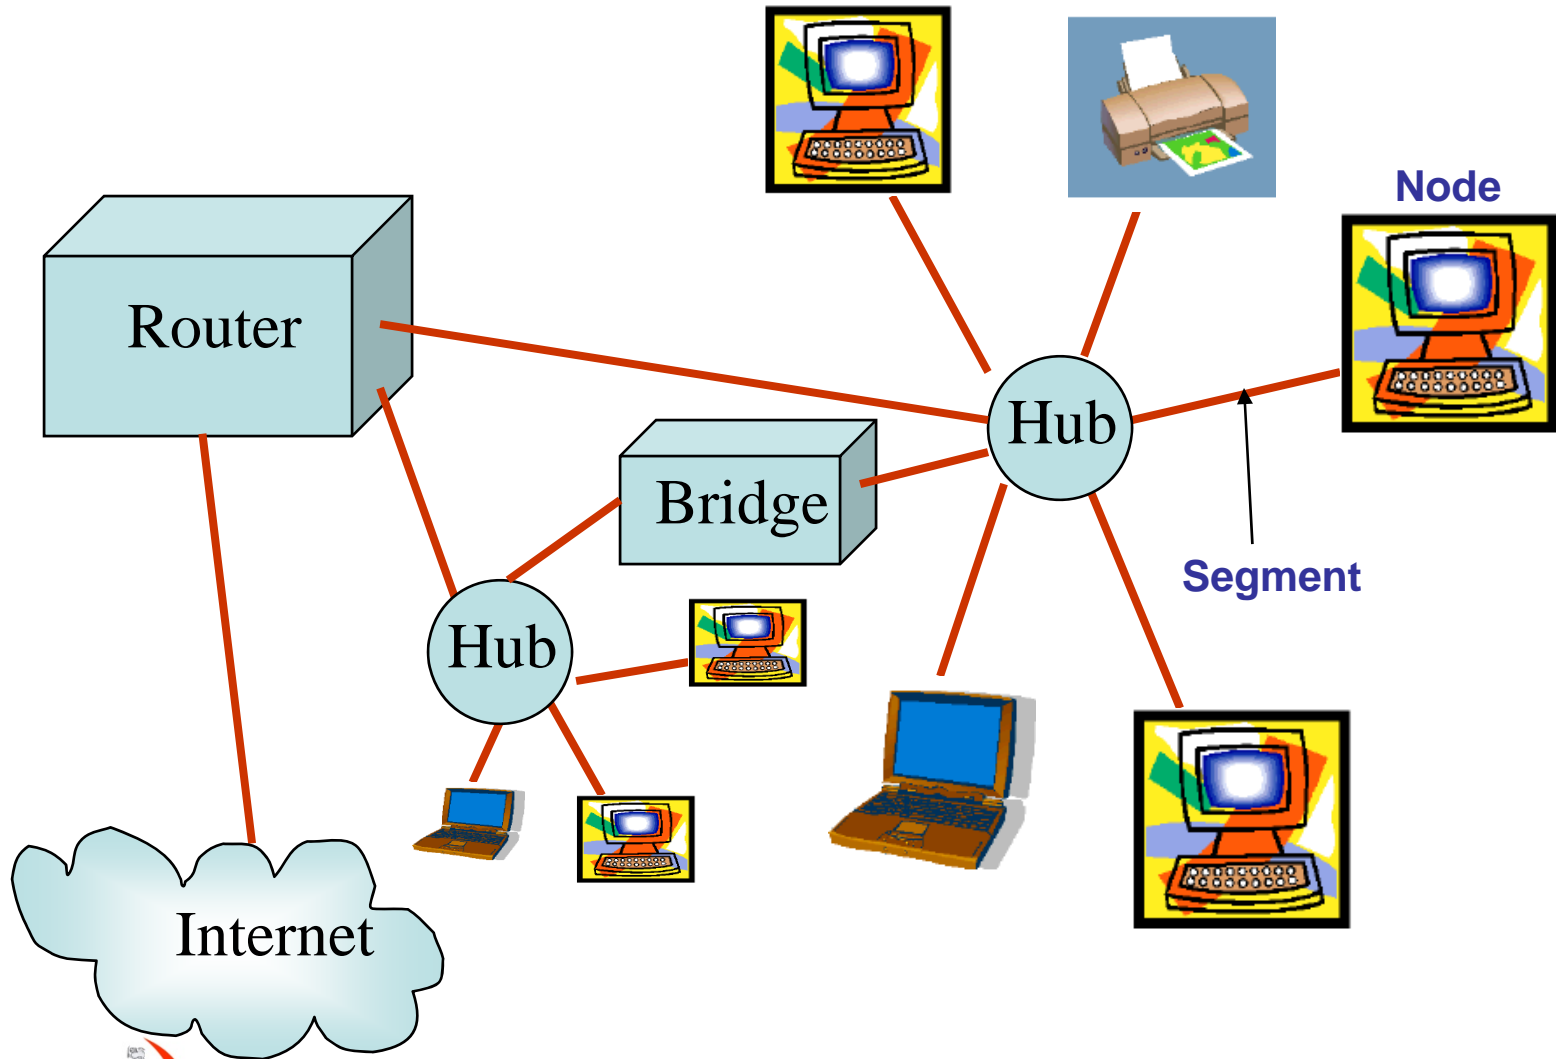 Node
Router
Hub
Bridge
Segment
Hub
Internet